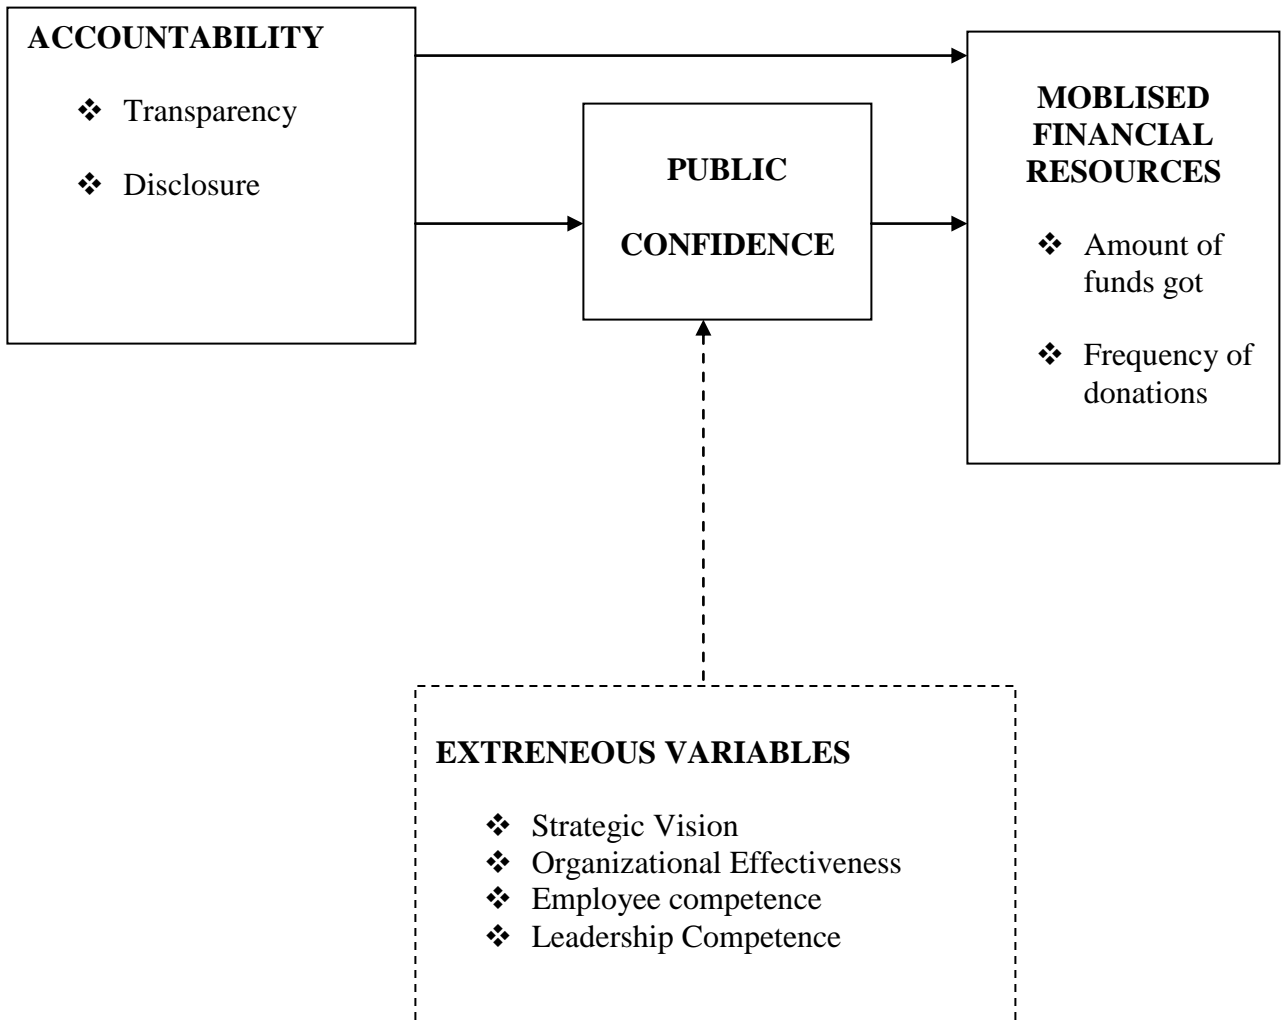 ACCOUNTABILITY
❖ Transparency
❖ Disclosure
PUBLIC
CONFIDENCE
MOBLISED
FINANCIAL
RESOURCES
❖ Amount of
funds got
❖ Frequency of
donations
EXTRENEOUS VARIABLES
❖ Strategic Vision
❖ Organizational Effectiveness
❖ Employee competence
❖ Leadership Competence